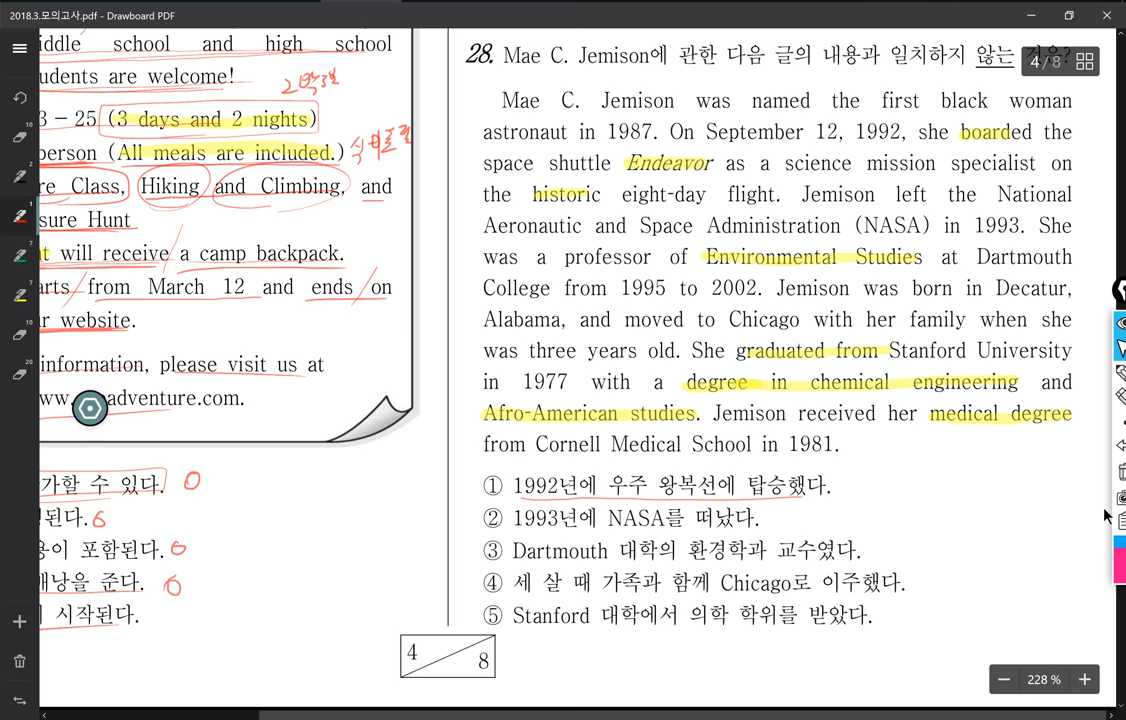 2018.3.모의고사.pdf - Drawboard PDF
iddle school and high school
udents are welcome!
2박3일
3 - 25 (3 days and 2 nights)
person (All meals are included.)
re Class, Hiking and Climbing, and
sure Hunt
t will receive a camp backpack.
arts from March 12 and ends on
r website.
information, please visit us at
ww. adventure.com.
가할 수 있다.
된다.
용이 포함된다.
배낭을 준다.
시작된다.
4 8
28. Mae C. Jemison에 관한 다음 글의 내용과 일치하지 않는 것은?
4 / 8
Mae C. Jemison was named the first black woman
astronaut in 1987. On September 12, 1992, she boarded the
space shuttle Endeavor as a science mission specialist on
the historic eight-day flight. Jemison left the National
Aeronautic and Space Administration (NASA) in 1993. She
was a professor of Environmental Studies at Dartmouth
College from 1995 to 2002. Jemison was born in Decatur,
Alabama, and moved to Chicago with her family when she
was three years old. She graduated from Stanford University
in 1977 with a degree in chemical engineering and
Afro-American studies. Jemison received her medical degree
from Cornell Medical School in 1981.
① 1992년에 우주 왕복선에 탑승했다.
② 1993년에 NASA를 떠났다.
③ Dartmouth 대학의 환경학과 교수였다.
④ 세 살 때 가족과 함께 Chicago로 이주했다.
⑤ Stanford 대학에서 의학 학위를 받았다.
228 %
10
2
1
7
7
10
20